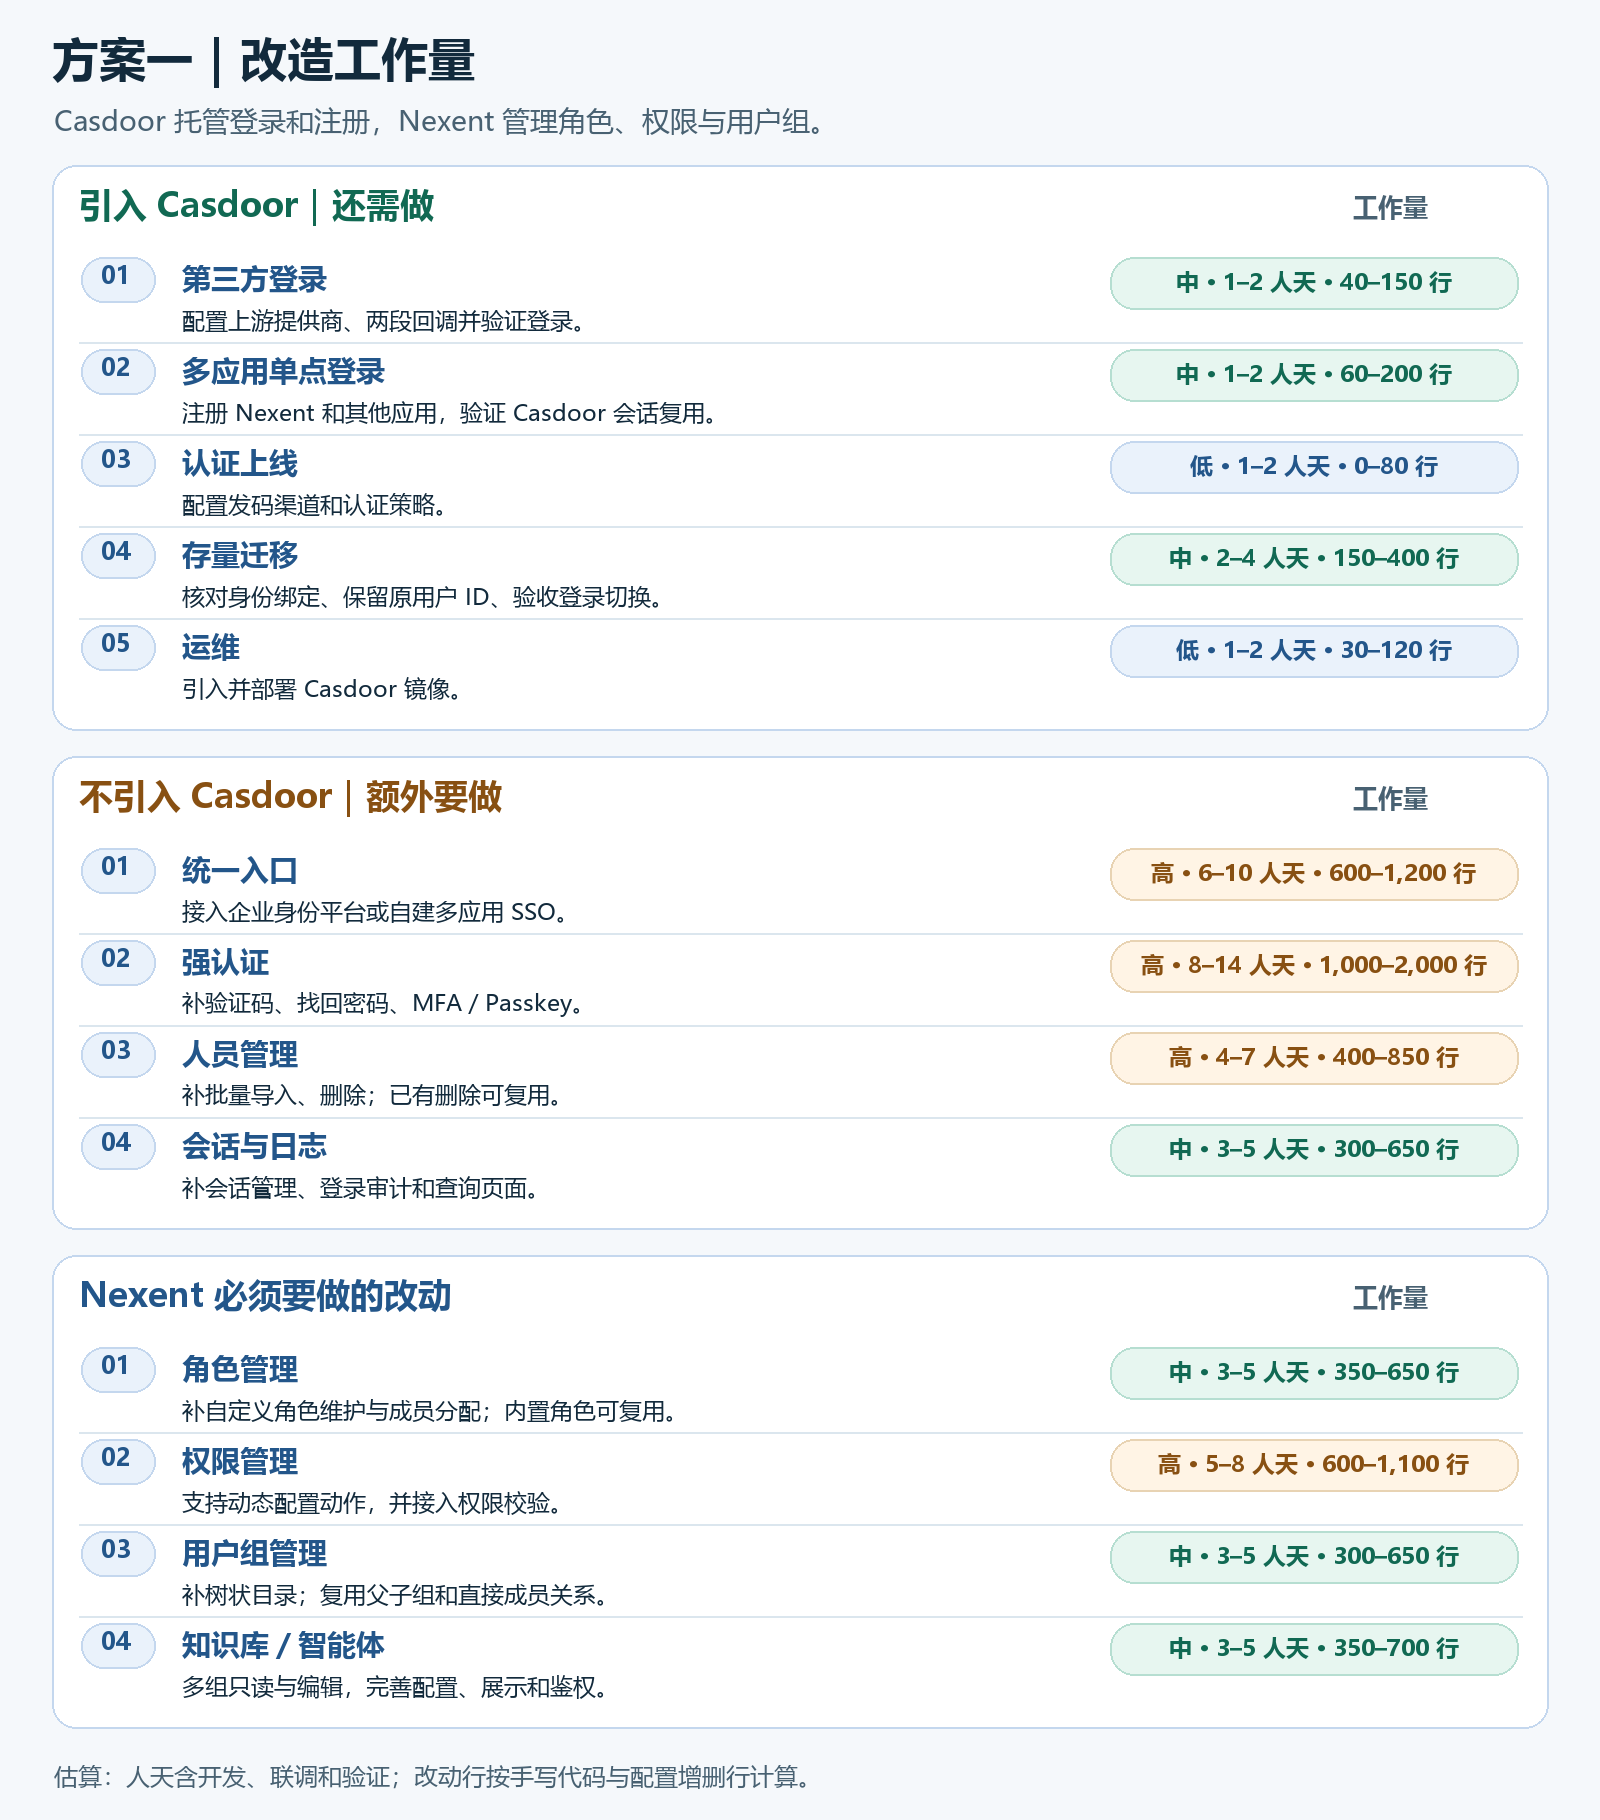 方案一｜改造工作量
Casdoor 托管登录和注册，Nexent 管理角色、权限与用户组。
引入 Casdoor｜还需做
工作量
01
第三方登录
中 • 1–2 人天 • 40–150 行
配置上游提供商、两段回调并验证登录。
02
多应用单点登录
中 • 1–2 人天 • 60–200 行
注册 Nexent 和其他应用，验证 Casdoor 会话复用。
03
认证上线
低 • 1–2 人天 • 0–80 行
配置发码渠道和认证策略。
04
存量迁移
中 • 2–4 人天 • 150–400 行
核对身份绑定、保留原用户 ID、验收登录切换。
05
运维
低 • 1–2 人天 • 30–120 行
引入并部署 Casdoor 镜像。
不引入 Casdoor｜额外要做
工作量
01
统一入口
高 • 6–10 人天 • 600–1,200 行
接入企业身份平台或自建多应用 SSO。
02
强认证
高 • 8–14 人天 • 1,000–2,000 行
补验证码、找回密码、MFA / Passkey。
03
人员管理
高 • 4–7 人天 • 400–850 行
补批量导入、删除；已有删除可复用。
04
会话与日志
中 • 3–5 人天 • 300–650 行
补会话管理、登录审计和查询页面。
Nexent 必须要做的改动
工作量
01
角色管理
中 • 3–5 人天 • 350–650 行
补自定义角色维护与成员分配；内置角色可复用。
02
权限管理
高 • 5–8 人天 • 600–1,100 行
支持动态配置动作，并接入权限校验。
03
用户组管理
中 • 3–5 人天 • 300–650 行
补树状目录；复用父子组和直接成员关系。
04
知识库 / 智能体
中 • 3–5 人天 • 350–700 行
多组只读与编辑，完善配置、展示和鉴权。
估算：人天含开发、联调和验证；改动行按手写代码与配置增删行计算。